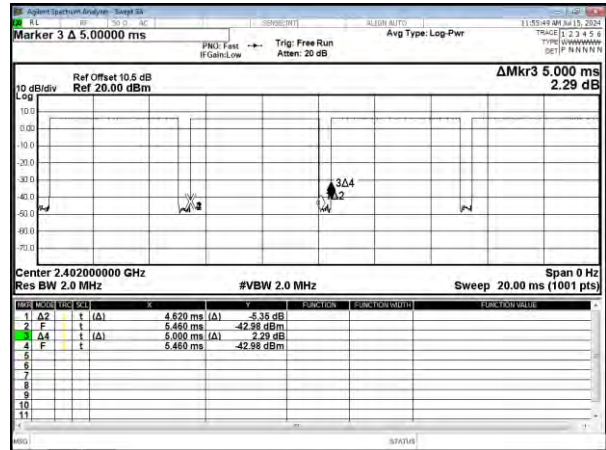 Agilent Spectrum Analyzer - Swept SA
RL RF 50 Ω AC SENSE:INT ALIGN AUTO 11:55:49 AM Jul 15, 2024
Marker 3 Δ 5.00000 ms
PNO: Fast Trig: Free Run Avg Type: Log-Pwr TRACE 1 2 3 4 5 6
IFGain:Low Atten: 20 dB TYPE WWWWWW
DET P N N N N N
Ref Offset 10.5 dB ΔMkr3 5.000 ms
10 dB/div Ref 20.00 dBm 2.29 dB
Log
10.0
0.00
-10.0
-20.0
-30.0
3Δ4
-40.0
-50.0
-60.0
-70.0
Center 2.402000000 GHz Span 0 Hz
Res BW 2.0 MHz #VBW 2.0 MHz Sweep 20.00 ms (1001 pts)
MKR MODE TRC SCL X Y FUNCTION FUNCTION WIDTH FUNCTION VALUE
1 Δ2 t (Δ) 4.620 ms (Δ) -5.35 dB
2 F t 5.460 ms -42.98 dBm
3 Δ4 t (Δ) 5.000 ms (Δ) 2.29 dB
4 F t 5.460 ms -42.98 dBm
5
6
7
8
9
10
11
MSG STATUS